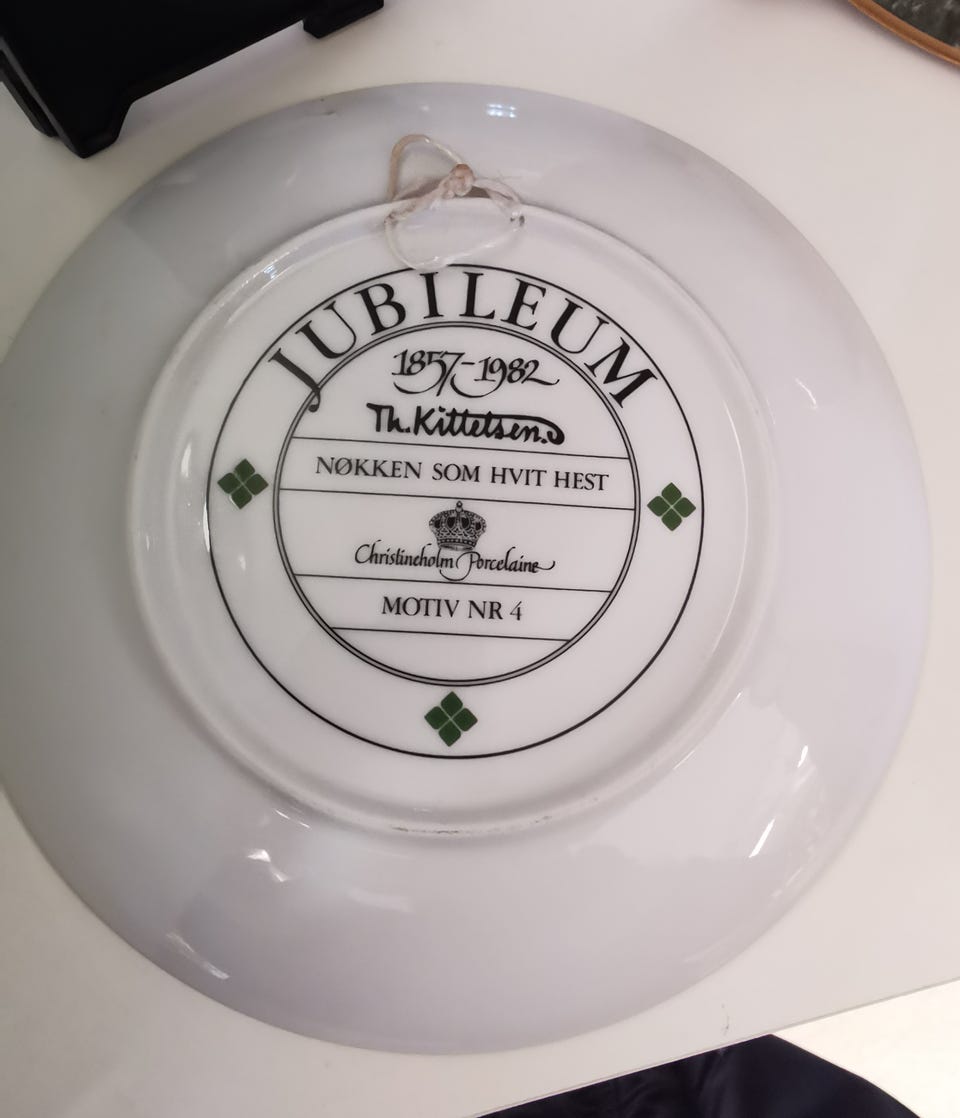 JUBILEUM
1857-1982
Th. Kittelsen.
NØKKEN SOM HVIT HEST
Christineholm Porcelaine
MOTIV NR 4